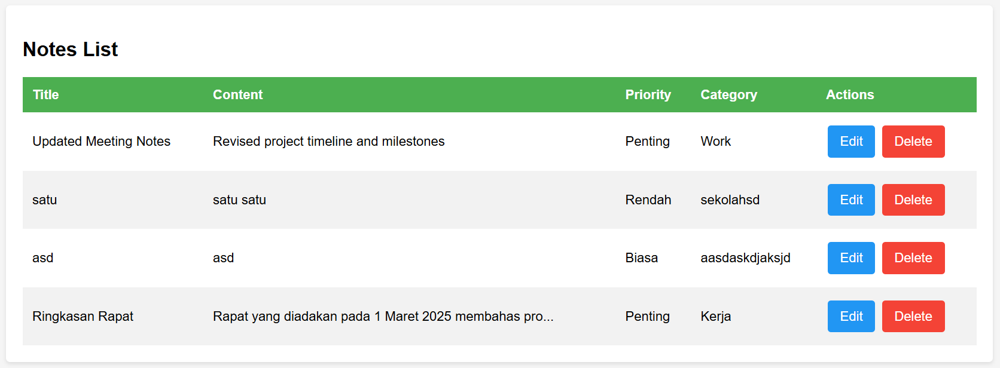 Notes List
Title Content Priority Category Actions
Updated Meeting Notes Revised project timeline and milestones Penting Work Edit Delete
satu satu satu Rendah sekolahsd Edit Delete
asd asd Biasa aasdaskdjaksjd Edit Delete
Ringkasan Rapat Rapat yang diadakan pada 1 Maret 2025 membahas pro... Penting Kerja Edit Delete